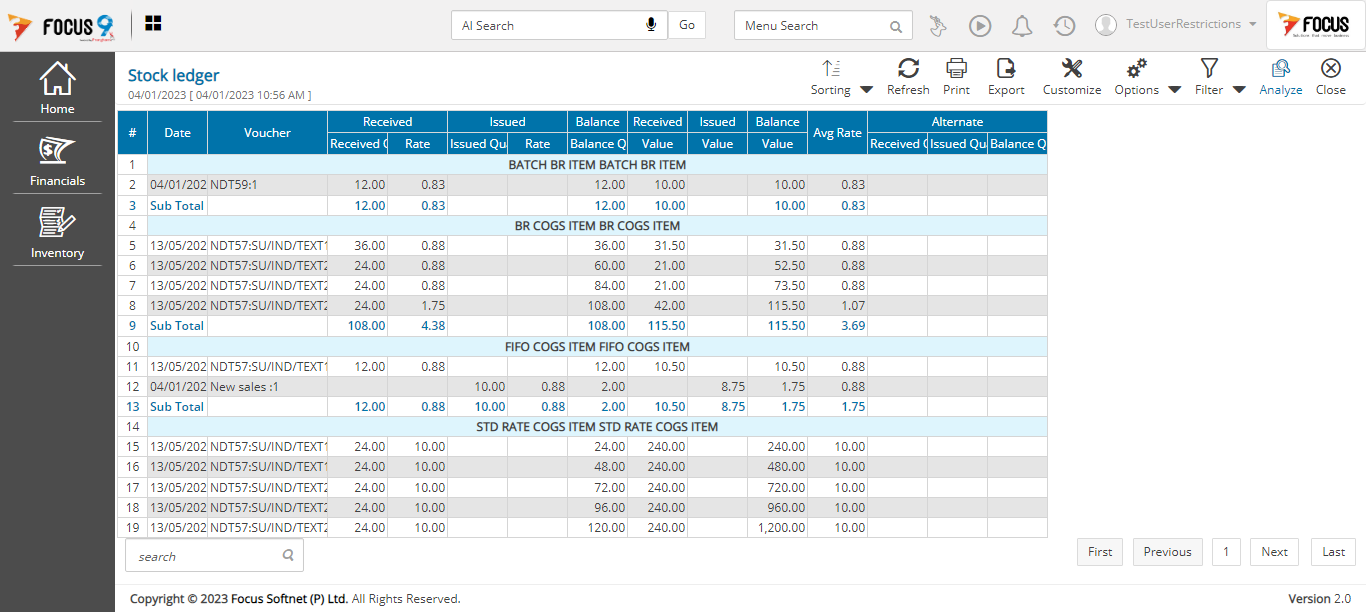 FOCUS 9
AI Search Go Menu Search TestUserRestrictions FOCUS
Stock ledger
04/01/2023 [ 04/01/2023 10:56 AM ]
Sorting Refresh Print Export Customize Options Filter Analyze Close
Home
Financials
Inventory
# Date Voucher Received Issued Balance Received Issued Balance Avg Rate Alternate
Received Q Rate Issued Qu Rate Balance Q Value Value Value Received Q Issued Qu Balance Q
1 BATCH BR ITEM BATCH BR ITEM
2 04/01/202 NDT59:1 12.00 0.83 12.00 10.00 10.00 0.83
3 Sub Total 12.00 0.83 12.00 10.00 10.00 0.83
4 BR COGS ITEM BR COGS ITEM
5 13/05/202 NDT57:SU/IND/TEXT1 36.00 0.88 36.00 31.50 31.50 0.88
6 13/05/202 NDT57:SU/IND/TEXT2 24.00 0.88 60.00 21.00 52.50 0.88
7 13/05/202 NDT57:SU/IND/TEXT2 24.00 0.88 84.00 21.00 73.50 0.88
8 13/05/202 NDT57:SU/IND/TEXT2 24.00 1.75 108.00 42.00 115.50 1.07
9 Sub Total 108.00 4.38 108.00 115.50 115.50 3.69
10 FIFO COGS ITEM FIFO COGS ITEM
11 13/05/202 NDT57:SU/IND/TEXT1 12.00 0.88 12.00 10.50 10.50 0.88
12 04/01/202 New sales :1 10.00 0.88 2.00 8.75 1.75 0.88
13 Sub Total 12.00 0.88 10.00 0.88 2.00 10.50 8.75 1.75 1.75
14 STD RATE COGS ITEM STD RATE COGS ITEM
15 13/05/202 NDT57:SU/IND/TEXT1 24.00 10.00 24.00 240.00 240.00 10.00
16 13/05/202 NDT57:SU/IND/TEXT1 24.00 10.00 48.00 240.00 480.00 10.00
17 13/05/202 NDT57:SU/IND/TEXT2 24.00 10.00 72.00 240.00 720.00 10.00
18 13/05/202 NDT57:SU/IND/TEXT2 24.00 10.00 96.00 240.00 960.00 10.00
19 13/05/202 NDT57:SU/IND/TEXT2 24.00 10.00 120.00 240.00 1,200.00 10.00
search First Previous 1 Next Last
Copyright © 2023 Focus Softnet (P) Ltd. All Rights Reserved. Version 2.0